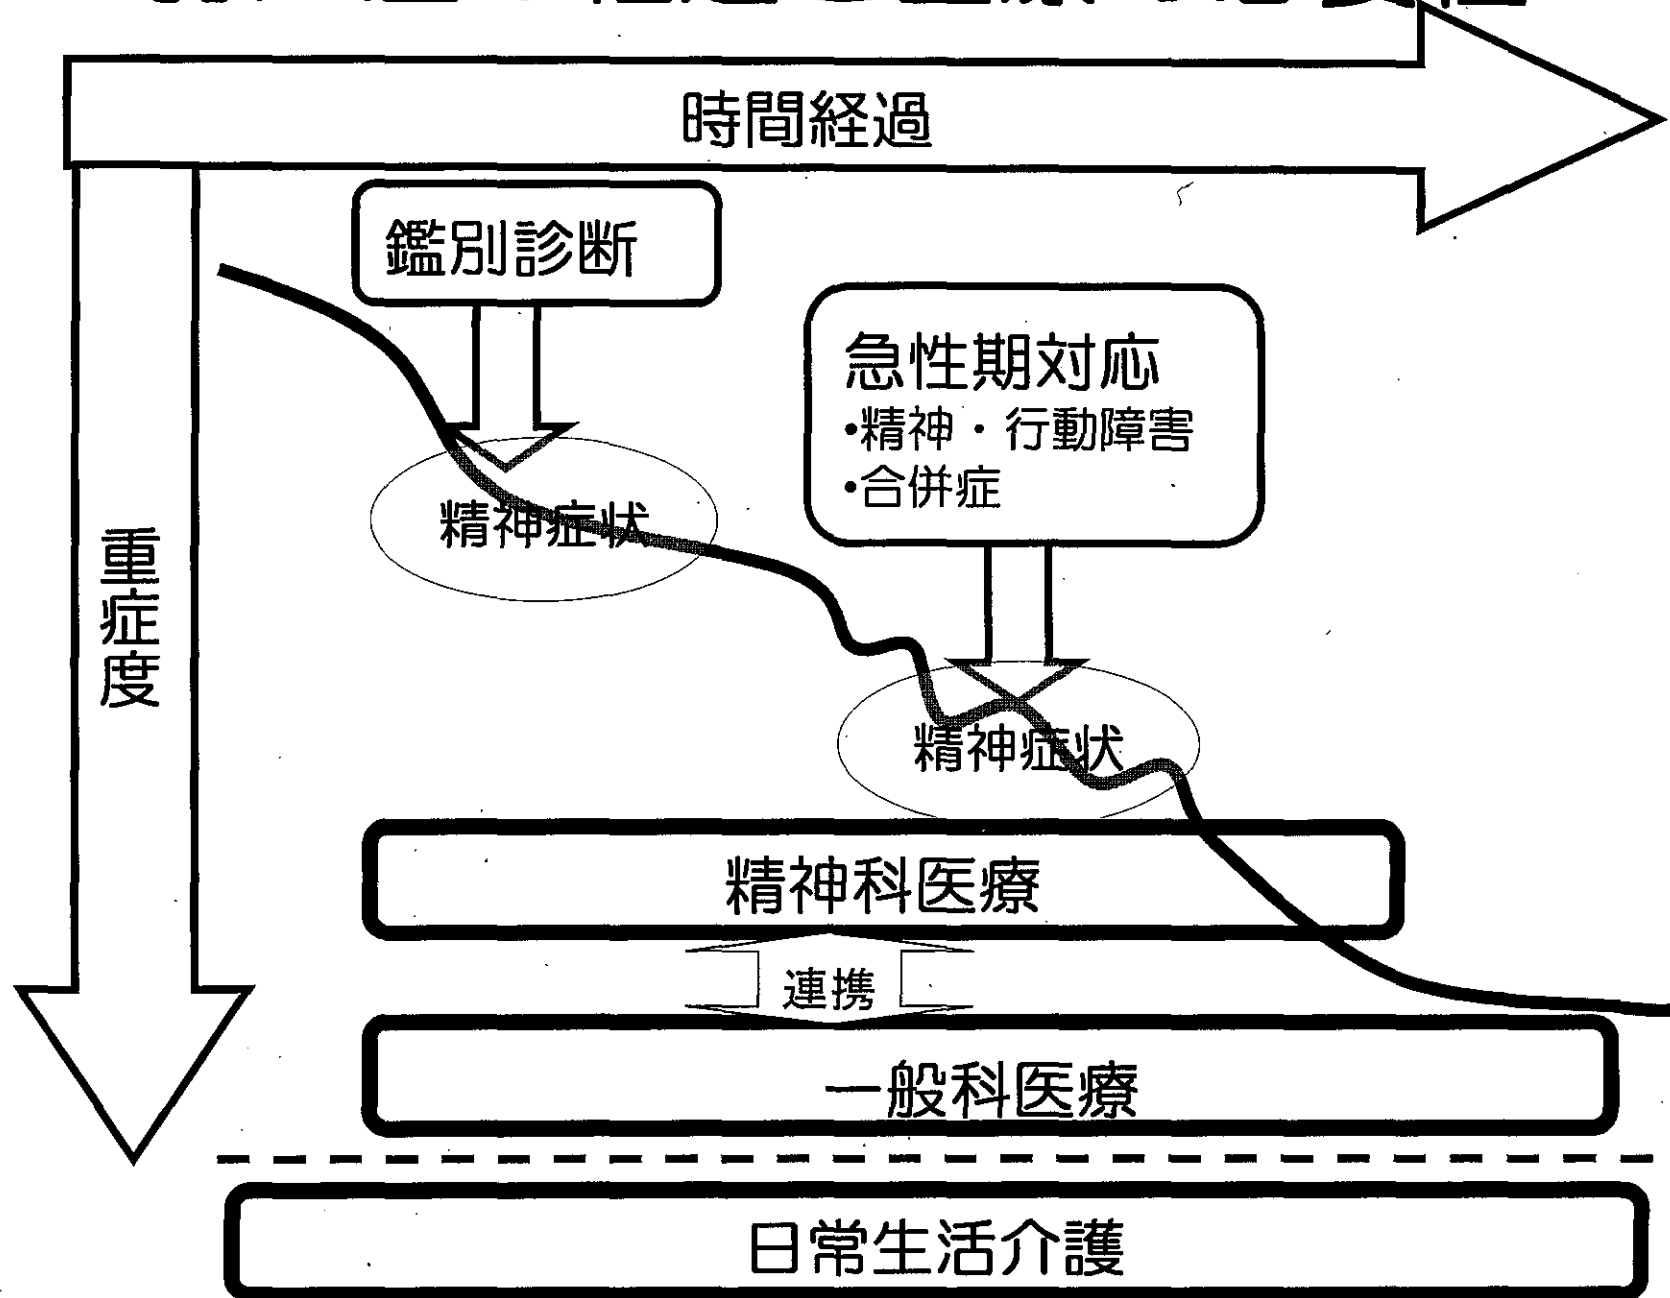 時間経過
鑑別診断
急性期対応
•精神・行動障害
•合併症
精神症状
重症度
精神症状
精神科医療
連携
一般科医療
日常生活介護